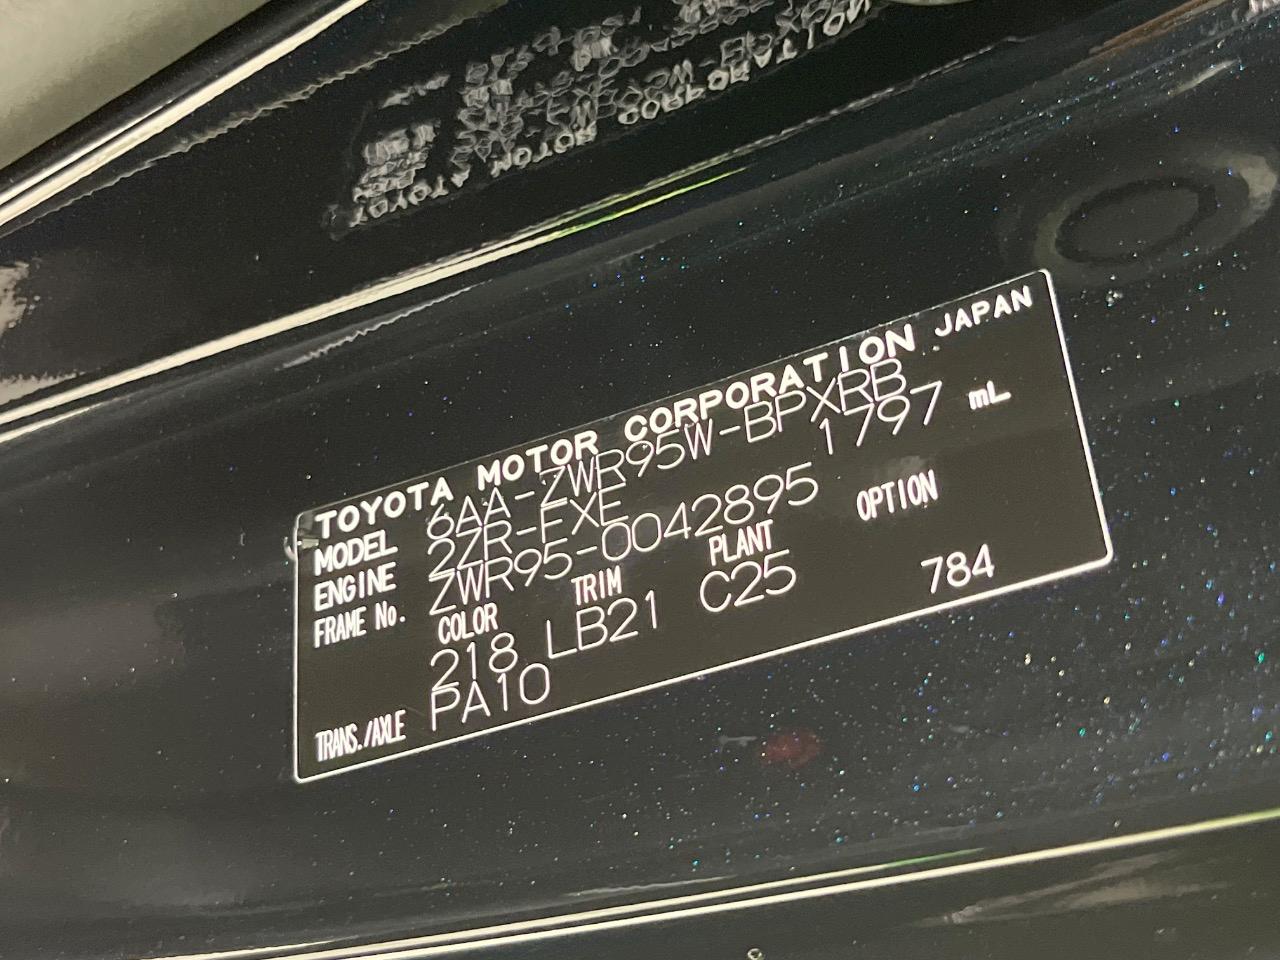 TOYOTA MOTOR CORPORATION JAPAN
MODEL 6AA-ZWR95W-BPXRB
ENGINE 2ZR-FXE 1797 mL
FRAME No. ZWR95-0042895
COLOR TRIM PLANT OPTION
218 LB21 C25 784
TRANS./AXLE PA10